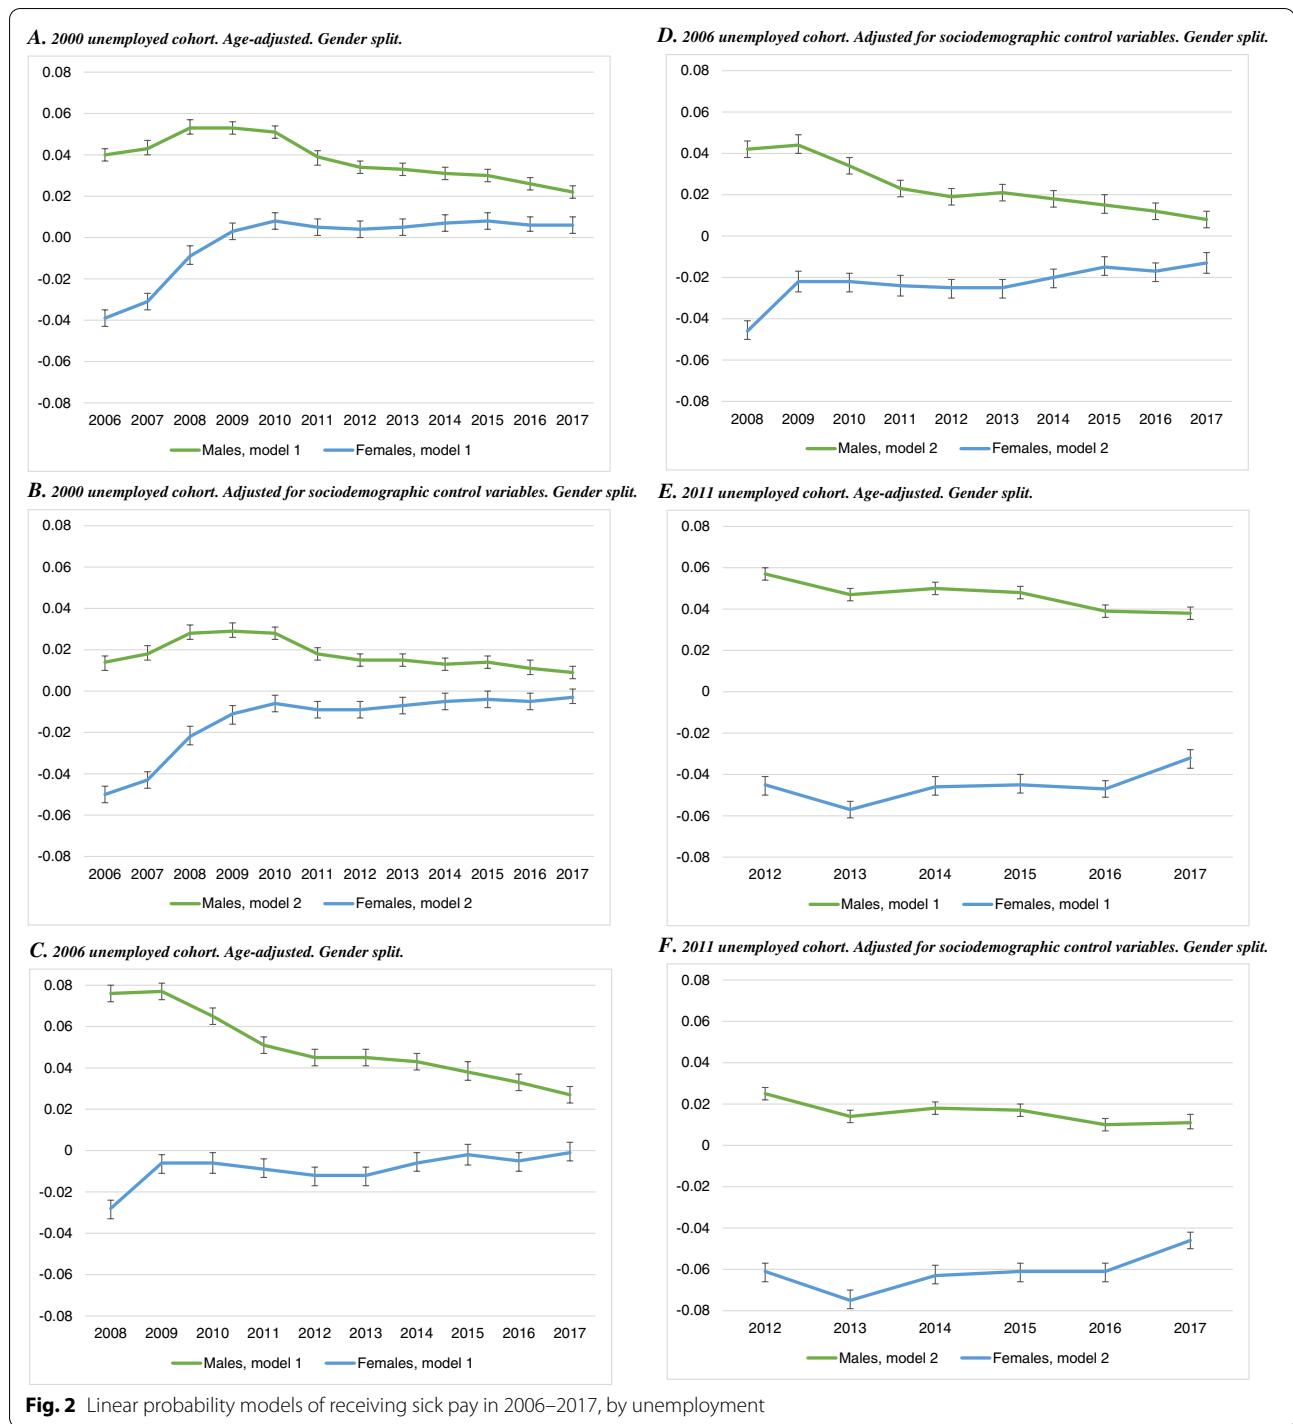 A. 2000 unemployed cohort. Age-adjusted. Gender split.
0.08
0.06
0.04
0.02
0.00
-0.02
-0.04
-0.06
-0.08
2006 2007 2008 2009 2010 2011 2012 2013 2014 2015 2016 2017
Males, model 1 Females, model 1
B. 2000 unemployed cohort. Adjusted for sociodemographic control variables. Gender split.
0.08
0.06
0.04
0.02
0.00
-0.02
-0.04
-0.06
-0.08
2006 2007 2008 2009 2010 2011 2012 2013 2014 2015 2016 2017
Males, model 2 Females, model 2
C. 2006 unemployed cohort. Age-adjusted. Gender split.
0.08
0.06
0.04
0.02
0
-0.02
-0.04
-0.06
-0.08
2008 2009 2010 2011 2012 2013 2014 2015 2016 2017
Males, model 1 Females, model 1
D. 2006 unemployed cohort. Adjusted for sociodemographic control variables. Gender split.
0.08
0.06
0.04
0.02
0
-0.02
-0.04
-0.06
-0.08
2008 2009 2010 2011 2012 2013 2014 2015 2016 2017
Males, model 2 Females, model 2
E. 2011 unemployed cohort. Age-adjusted. Gender split.
0.08
0.06
0.04
0.02
0
-0.02
-0.04
-0.06
-0.08
2012 2013 2014 2015 2016 2017
Males, model 1 Females, model 1
F. 2011 unemployed cohort. Adjusted for sociodemographic control variables. Gender split.
0.08
0.06
0.04
0.02
0
-0.02
-0.04
-0.06
-0.08
2012 2013 2014 2015 2016 2017
Males, model 2 Females, model 2
Fig. 2 Linear probability models of receiving sick pay in 2006–2017, by unemployment